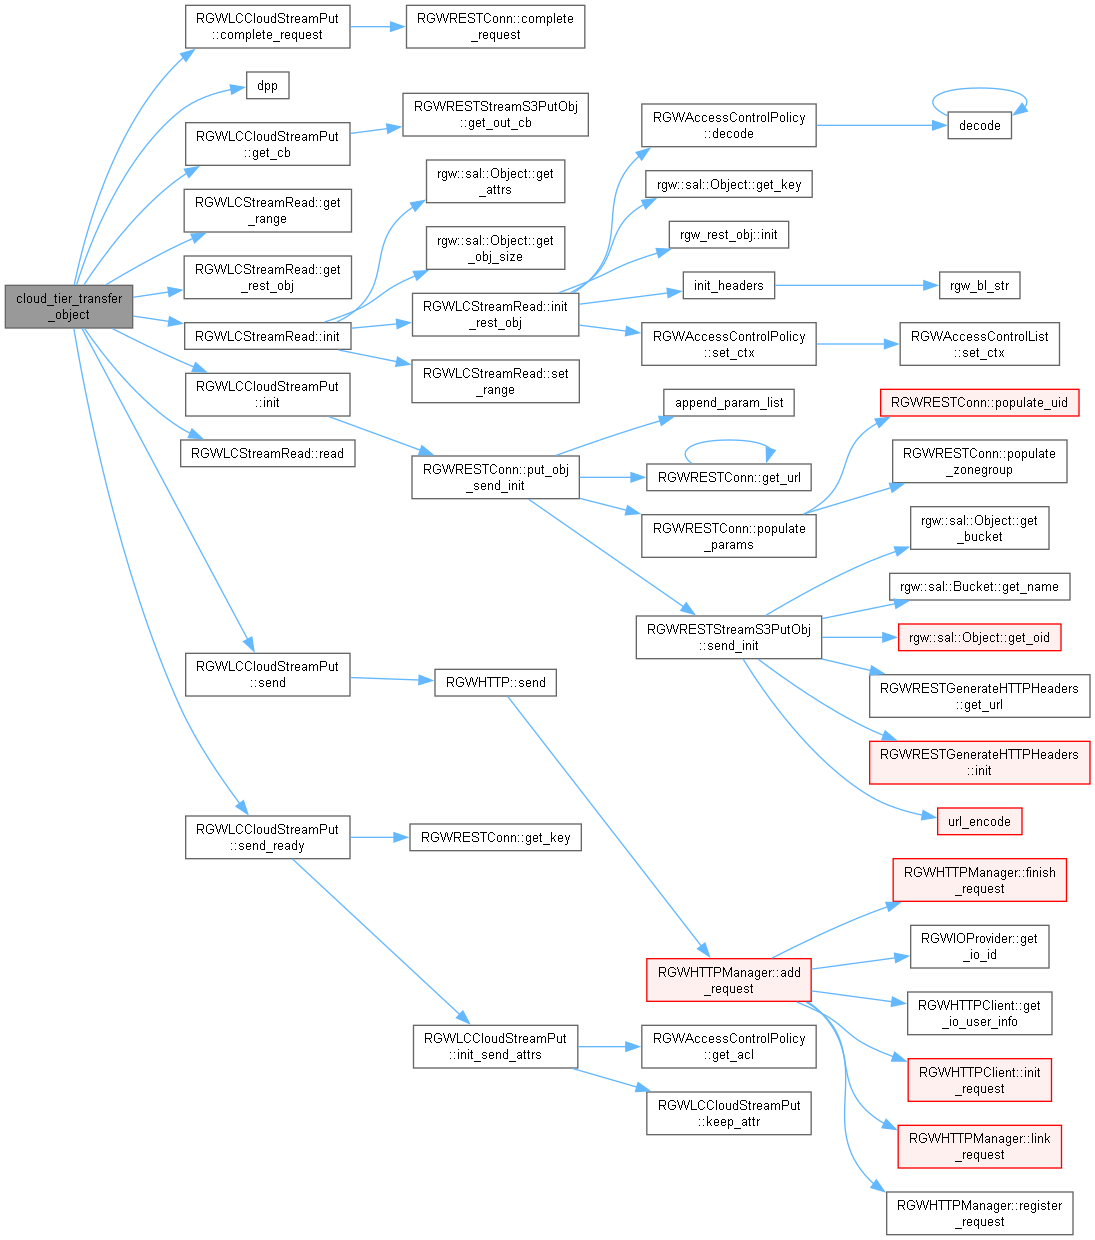 RGWLCCloudStreamPut
::complete_request
RGWRESTConn::complete
_request
dpp
RGWLCCloudStreamPut
::get_cb
RGWRESTStreamS3PutObj
::get_out_cb
RGWLCStreamRead::get
_range
RGWLCStreamRead::get
_rest_obj
cloud_tier_transfer
_object
RGWLCStreamRead::init
rgw::sal::Object::get
_attrs
rgw::sal::Object::get
_obj_size
RGWLCStreamRead::init
_rest_obj
RGWLCStreamRead::set
_range
RGWAccessControlPolicy
::decode
decode
rgw::sal::Object::get_key
rgw_rest_obj::init
init_headers
rgw_bl_str
RGWAccessControlPolicy
::set_ctx
RGWAccessControlList
::set_ctx
RGWLCCloudStreamPut
::init
RGWLCStreamRead::read
RGWRESTConn::put_obj
_send_init
append_param_list
RGWRESTConn::get_url
RGWRESTConn::populate
_params
RGWRESTConn::populate_uid
RGWRESTConn::populate
_zonegroup
RGWRESTStreamS3PutObj
::send_init
rgw::sal::Object::get
_bucket
rgw::sal::Bucket::get_name
rgw::sal::Object::get_oid
RGWRESTGenerateHTTPHeaders
::get_url
RGWRESTGenerateHTTPHeaders
::init
url_encode
RGWLCCloudStreamPut
::send
RGWHTTP::send
RGWLCCloudStreamPut
::send_ready
RGWRESTConn::get_key
RGWHTTPManager::add
_request
RGWHTTPManager::finish
_request
RGWIOProvider::get
_io_id
RGWHTTPClient::get
_io_user_info
RGWHTTPClient::init
_request
RGWHTTPManager::link
_request
RGWHTTPManager::register
_request
RGWLCCloudStreamPut
::init_send_attrs
RGWAccessControlPolicy
::get_acl
RGWLCCloudStreamPut
::keep_attr